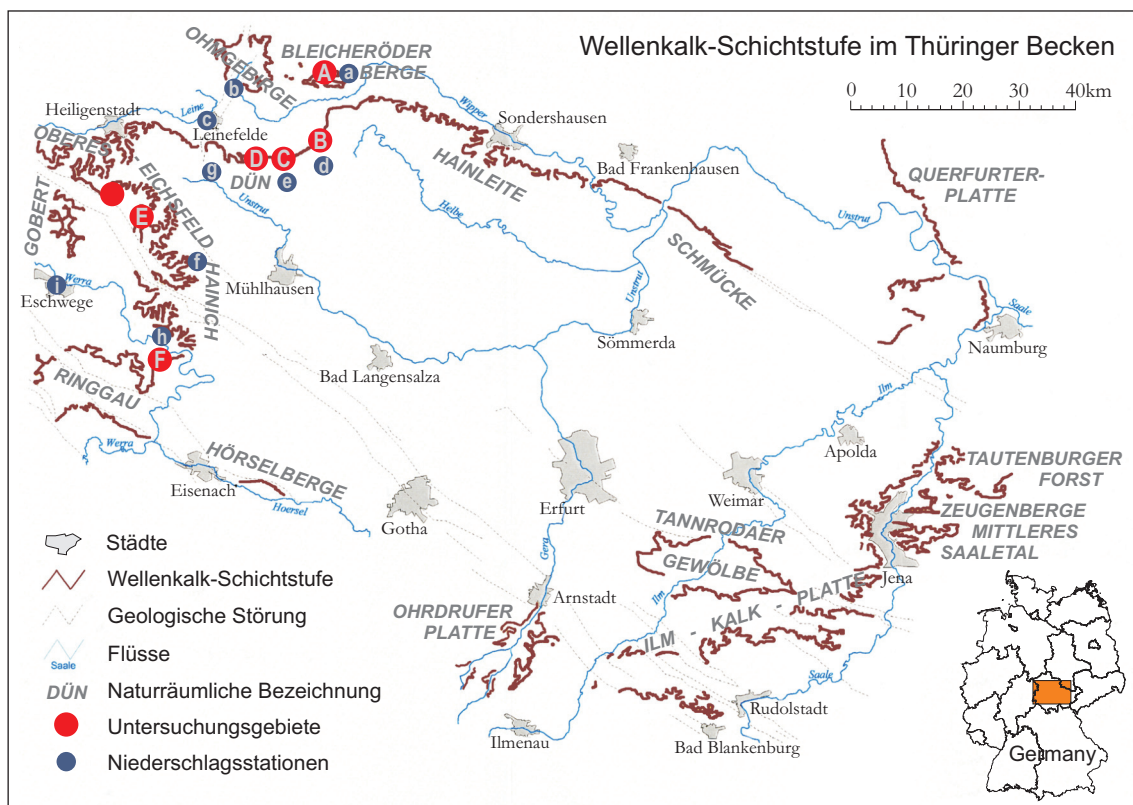 Wellenkalk-Schichtstufe im Thüringer Becken
0 10 20 30 40km
OHMGEBIRGE
BLEICHERÖDER
BERGE
A
a
b
Leine
Wipper
Heiligenstadt
c
Leinefelde
Sondershausen
OBERES - EICHSFELD
B
D
C
d
g
e
DÜN
HAINLEITE
Bad Frankenhausen
QUERFURTER-
PLATTE
Unstrut
Helbe
Unstrut
GOBERT
E
HAINICH
f
SCHMÜCKE
Mühlhausen
i
Werra
Eschwege
Unstrut
Saale
h
F
Sömmerda
Naumburg
Bad Langensalza
RINGGAU
Ilm
Werra
HÖRSELBERGE
Apolda
TAUTENBURGER
FORST
Eisenach
Hoersel
Gotha
Erfurt
Weimar
ZEUGENBERGE
MITTLERES
SAALETAL
TANNRODAER
GEWÖLBE
Gera
Jena
Arnstadt
Ilm
ILM - KALK - PLATTE
OHRDRUFER
PLATTE
Saale
Rudolstadt
Ilmenau
Bad Blankenburg
Städte
Wellenkalk-Schichtstufe
Geologische Störung
Saale
Flüsse
DÜN Naturräumliche Bezeichnung
Untersuchungsgebiete
Niederschlagsstationen
Germany